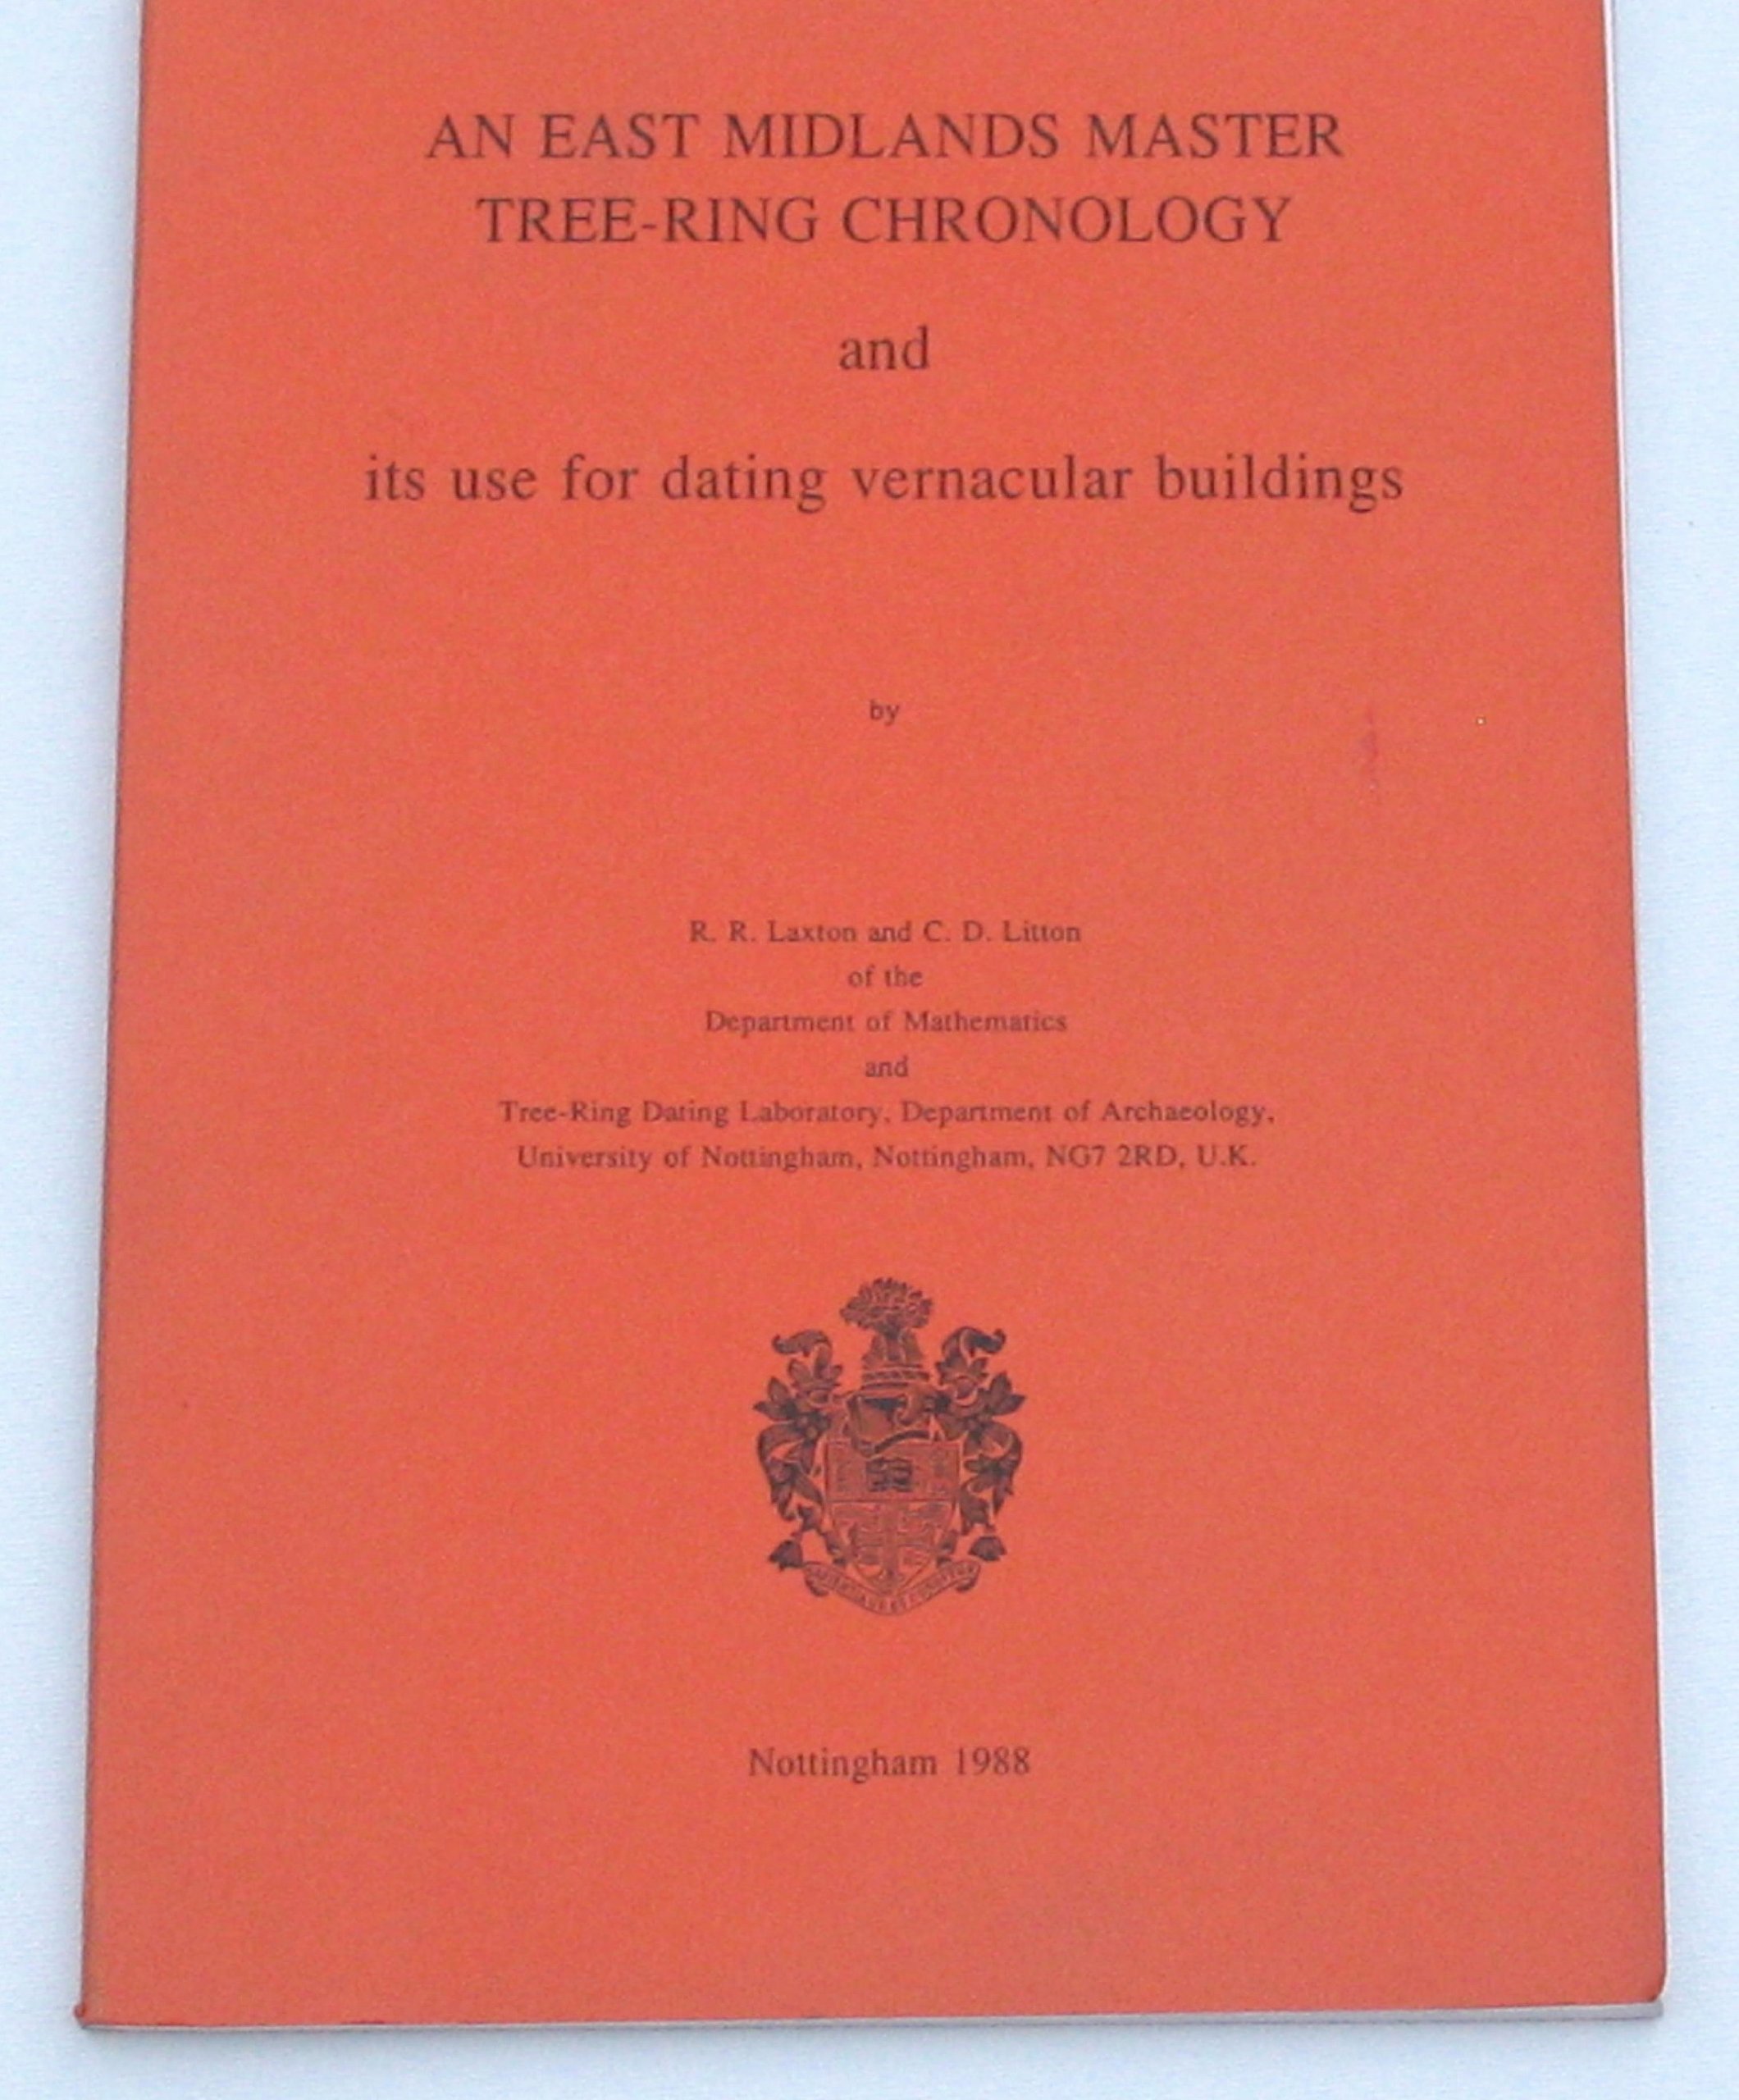 AN EAST MIDLANDS MASTER
TREE-RING CHRONOLOGY
and
its use for dating vernacular buildings
by
R. R. Laxton and C. D. Litton
of the
Department of Mathematics
and
Tree-Ring Dating Laboratory, Department of Archaeology,
University of Nottingham, Nottingham, NG7 2RD, U.K.
Nottingham 1988